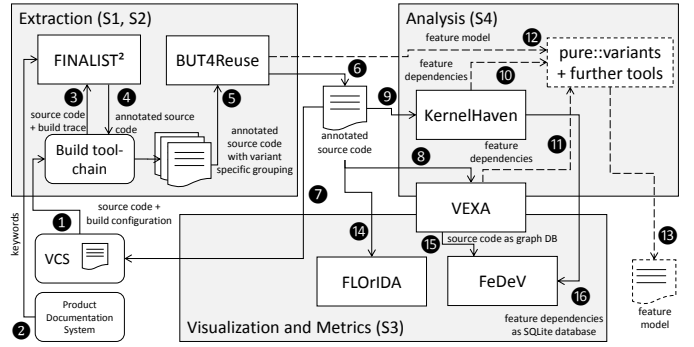 Extraction (S1, S2)
Analysis (S4)
FINALIST²
BUT4Reuse
feature model
12
pure::variants
+ further tools
6
feature
dependencies
10
3
4
5
9
KernelHaven
source code
+ build trace
annotated source
code
annotated
source code
with variant
specific grouping
annotated
source code
feature
dependencies
11
Build tool-
chain
8
7
VEXA
source code +
build configuration
1
keywords
VCS
14
15
source code as graph DB
13
FLOrIDA
FeDeV
16
2
Product
Documentation
System
feature dependencies
as SQLite database
feature
model
Visualization and Metrics (S3)